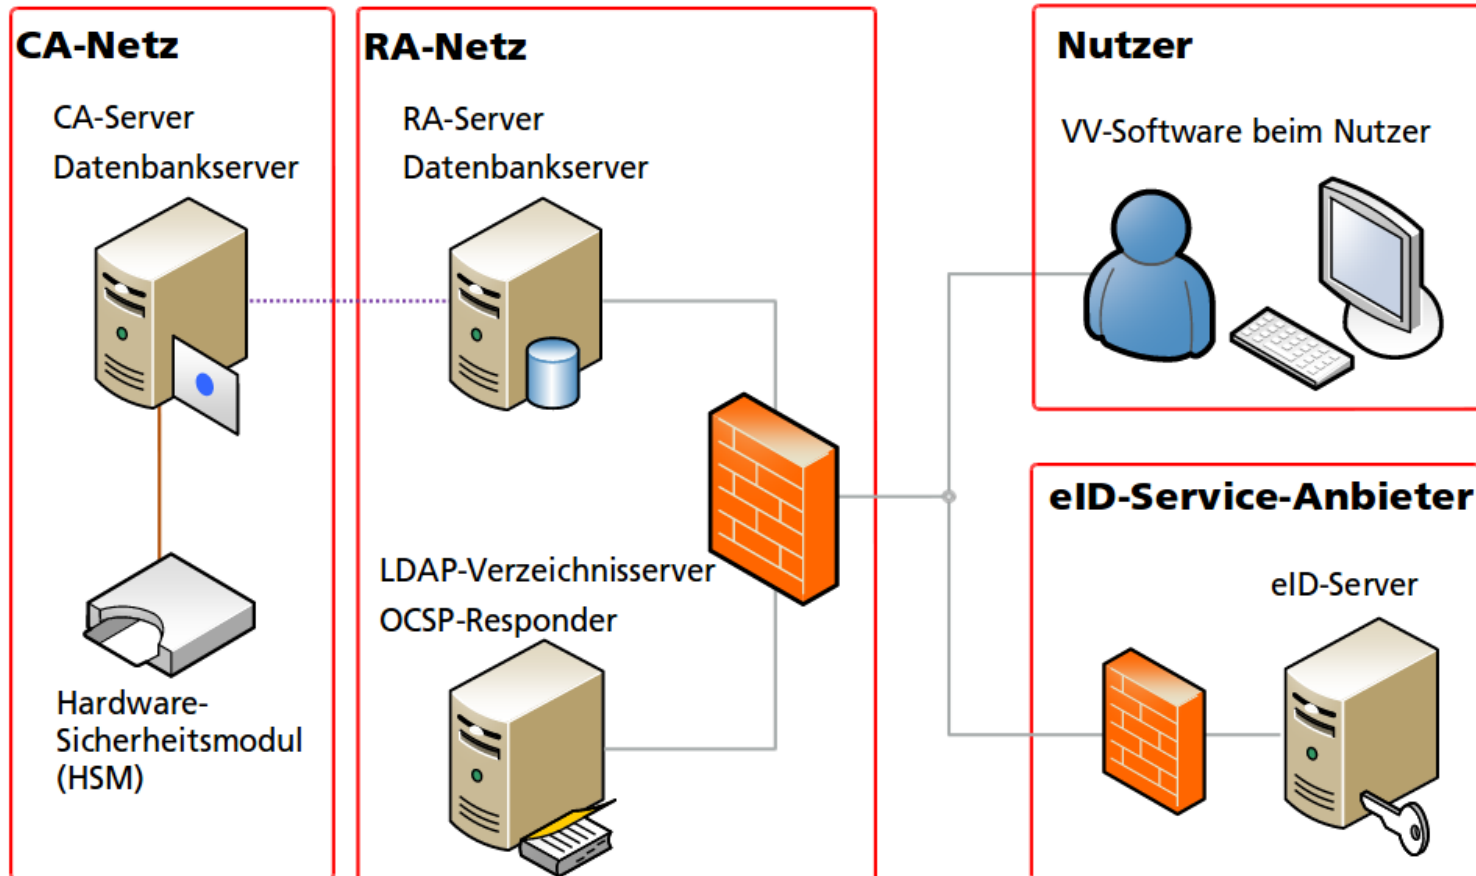 CA-Netz
CA-Server
Datenbankserver
Hardware-
Sicherheitsmodul
(HSM)
RA-Netz
RA-Server
Datenbankserver
LDAP-Verzeichnisserver
OCSP-Responder
Nutzer
VV-Software beim Nutzer
eID-Service-Anbieter
eID-Server